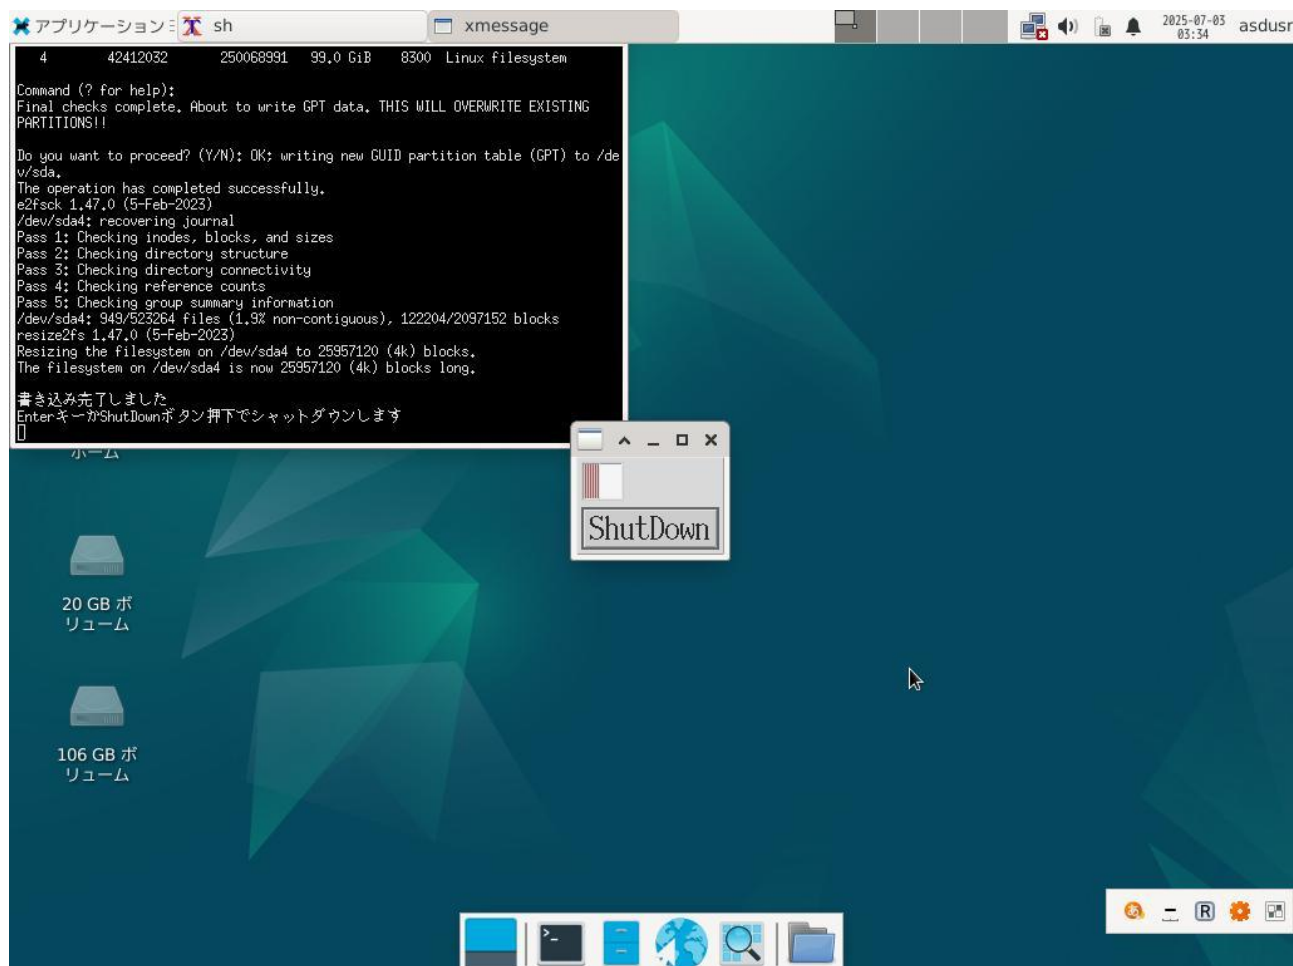 アプリケーション
sh
xmessage
2025-07-03
03:34
asdusr
4 42412032 250068991 99.0 GiB 8300 Linux filesystem
Command (? for help):
Final checks complete. About to write GPT data. THIS WILL OVERWRITE EXISTING
PARTITIONS!!
Do you want to proceed? (Y/N): OK; writing new GUID partition table (GPT) to /de
v/sda.
The operation has completed successfully.
e2fsck 1.47.0 (5-Feb-2023)
/dev/sda4: recovering journal
Pass 1: Checking inodes, blocks, and sizes
Pass 2: Checking directory structure
Pass 3: Checking directory connectivity
Pass 4: Checking reference counts
Pass 5: Checking group summary information
/dev/sda4: 949/523264 files (1.9% non-contiguous), 122204/2097152 blocks
resize2fs 1.47.0 (5-Feb-2023)
Resizing the filesystem on /dev/sda4 to 25957120 (4k) blocks.
The filesystem on /dev/sda4 is now 25957120 (4k) blocks long.
書き込み完了しました
EnterキーかShutDownボタン押下でシャットダウンします
ホーム
ShutDown
20 GB ボ
リューム
106 GB ボ
リューム
あ
R